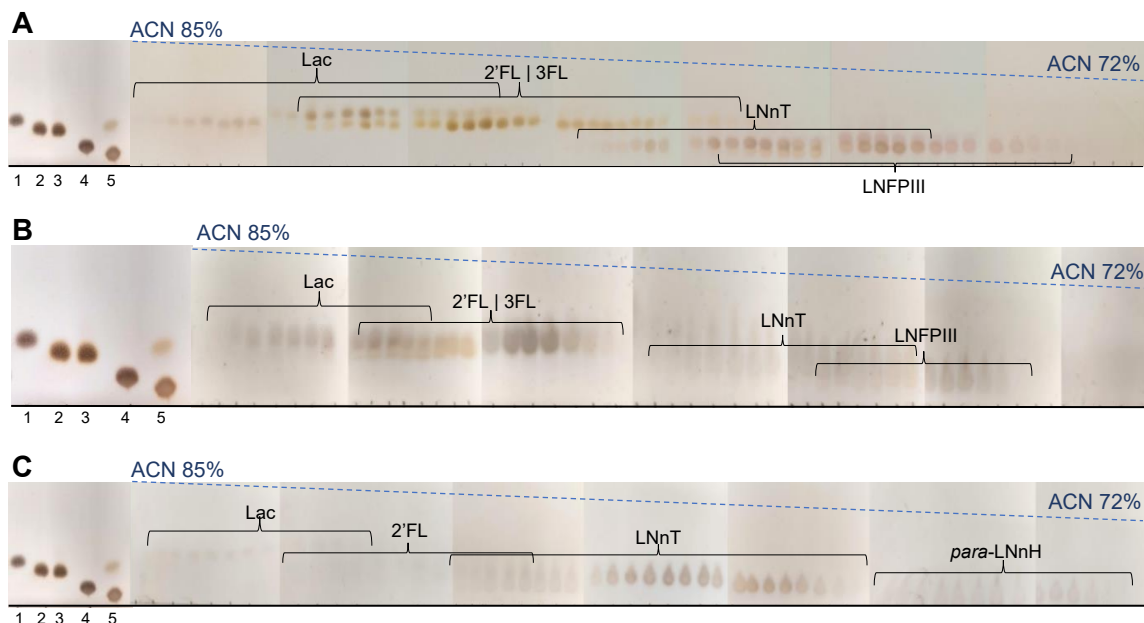 A
ACN 85%
ACN 72%
Lac
2’FL | 3FL
LNnT
LNFPIII
1 2 3 4 5
B
ACN 85%
ACN 72%
Lac
2’FL | 3FL
LNnT
LNFPIII
1 2 3 4 5
C
ACN 85%
ACN 72%
Lac
2’FL
LNnT
para-LNnH
1 2 3 4 5